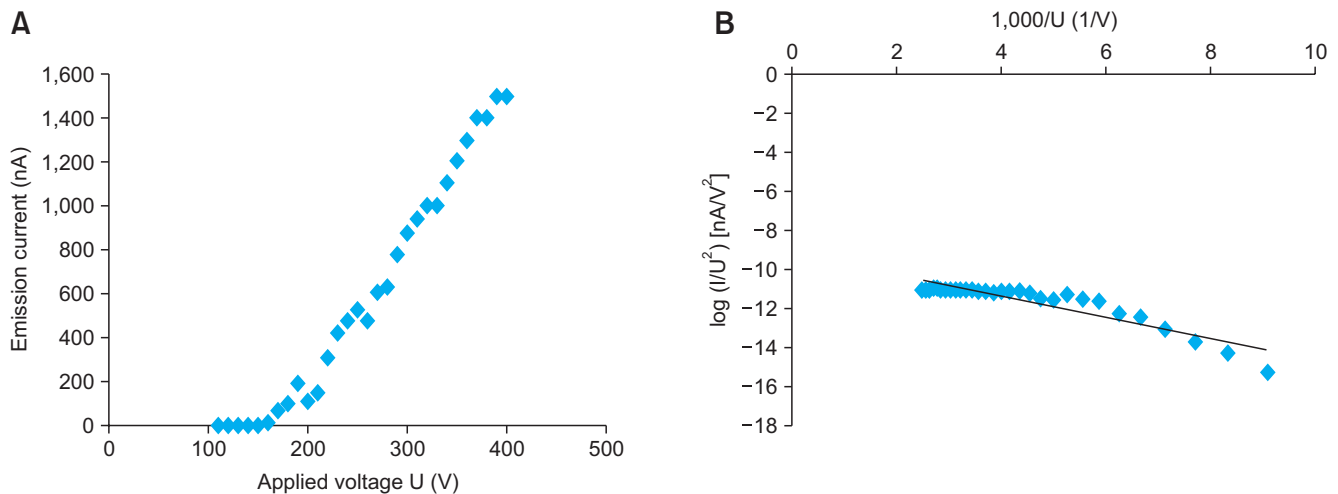 A
1,600
1,400
1,200
1,000
800
600
400
200
0
Emission current (nA)
0 100 200 300 400 500
Applied voltage U (V)
B
1,000/U (1/V)
0 2 4 6 8 10
0
−2
−4
−6
−8
−10
−12
−14
−16
−18
log (I/U²) [nA/V²]